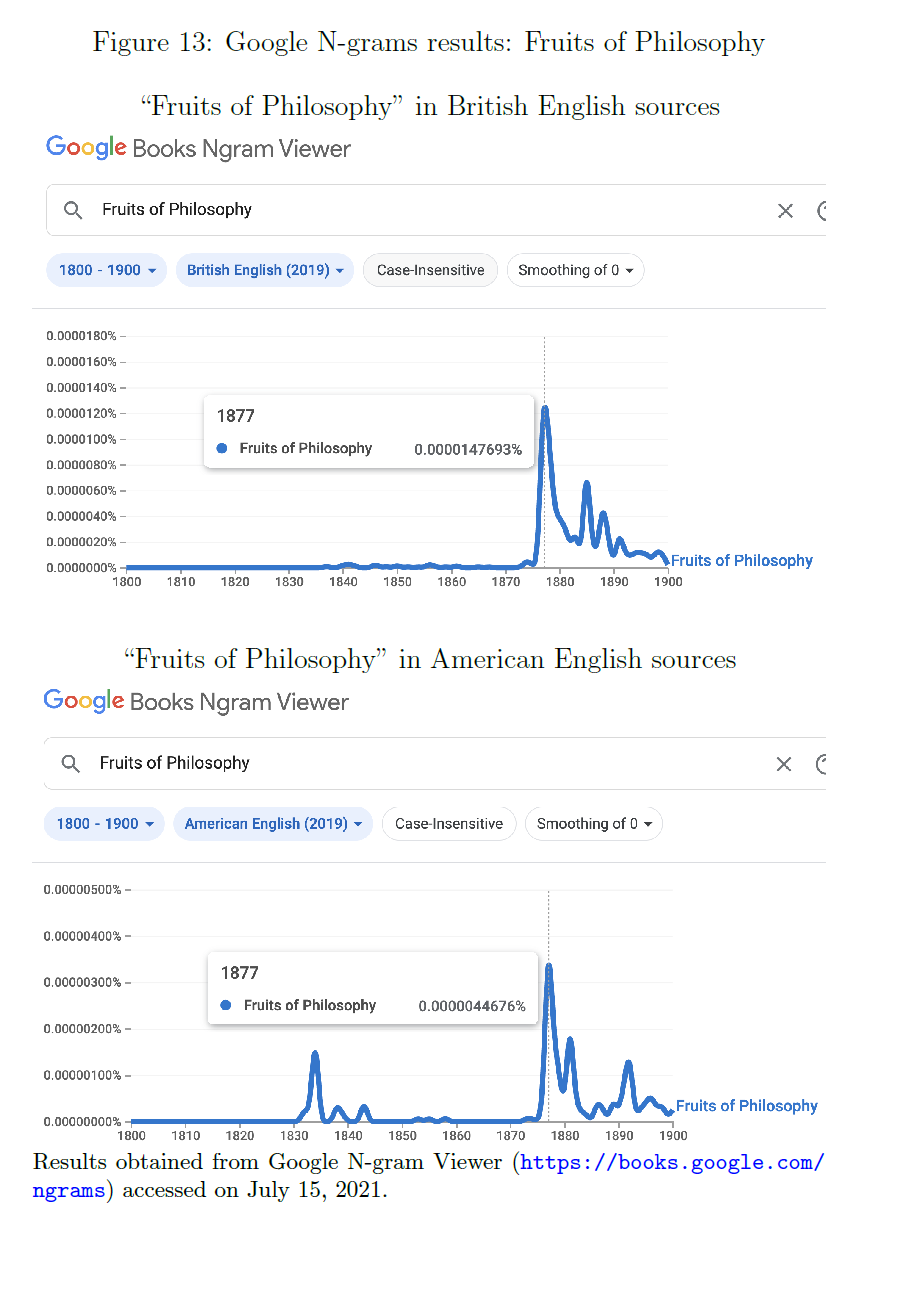 Figure 13: Google N-grams results: Fruits of Philosophy
“Fruits of Philosophy” in British English sources
Google Books Ngram Viewer
Fruits of Philosophy
1800 - 1900 British English (2019) Case-Insensitive Smoothing of 0
0.0000180%
0.0000160%
0.0000140%
0.0000120%
0.0000100%
0.0000080%
0.0000060%
0.0000040%
0.0000020%
0.0000000%
1877
Fruits of Philosophy 0.0000147693%
Fruits of Philosophy
1800 1810 1820 1830 1840 1850 1860 1870 1880 1890 1900
“Fruits of Philosophy” in American English sources
Google Books Ngram Viewer
Fruits of Philosophy
1800 - 1900 American English (2019) Case-Insensitive Smoothing of 0
0.00000500%
0.00000400%
0.00000300%
0.00000200%
0.00000100%
0.00000000%
1877
Fruits of Philosophy 0.0000044676%
Fruits of Philosophy
1800 1810 1820 1830 1840 1850 1860 1870 1880 1890 1900
Results obtained from Google N-gram Viewer (https://books.google.com/
ngrams) accessed on July 15, 2021.